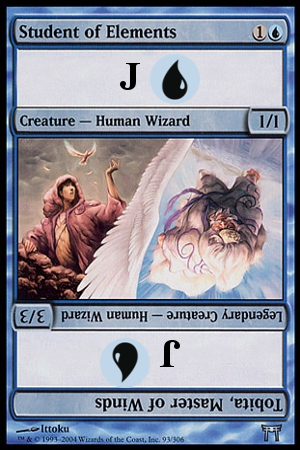 Student of Elements 1
J
Creature — Human Wizard 1/1
Legendary Creature — Human Wizard 3/3
J
Tobita, Master of Winds
Ittoku
™ & © 1993–2004 Wizards of the Coast, Inc. 93/306